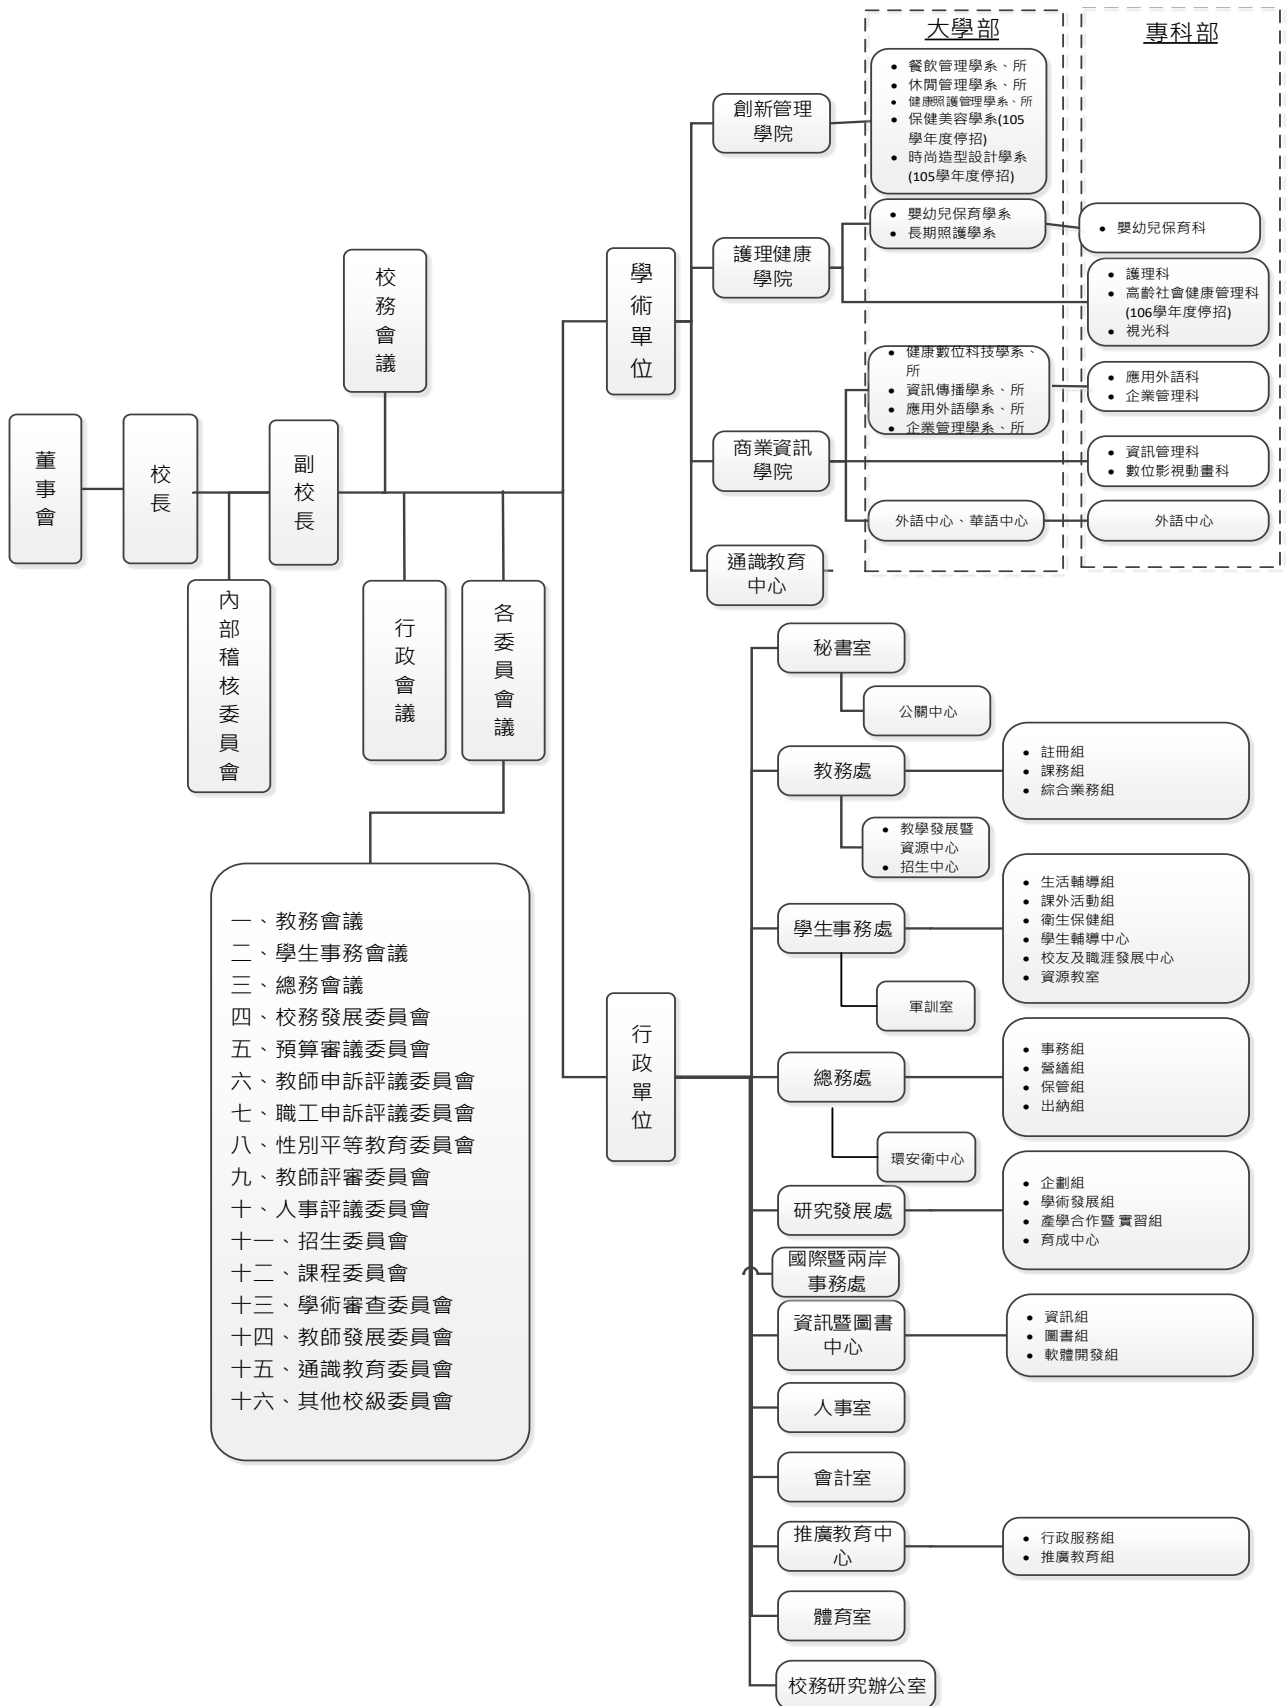 大學部
專科部
創新管理
學院
• 餐飲管理學系、所
• 休閒管理學系、所
• 健康照護管理學系、所
• 保健美容學系(105
學年度停招)
• 時尚造型設計學系
(105學年度停招)
護理健康
學院
• 嬰幼兒保育學系
• 長期照護學系
• 嬰幼兒保育科
• 護理科
• 高齡社會健康管理科
(106學年度停招)
• 視光科
商業資訊
學院
• 健康數位科技學系、
所
• 資訊傳播學系、所
• 應用外語學系、所
• 企業管理學系、所
• 應用外語科
• 企業管理科
• 資訊管理科
• 數位影視動畫科
外語中心、華語中心
外語中心
通識教育
中心
學術單位
校務會議
董事會
校長
副校長
內部稽核委員會
行政會議
各委員會議
一、教務會議
二、學生事務會議
三、總務會議
四、校務發展委員會
五、預算審議委員會
六、教師申訴評議委員會
七、職工申訴評議委員會
八、性別平等教育委員會
九、教師評審委員會
十、人事評議委員會
十一、招生委員會
十二、課程委員會
十三、學術審查委員會
十四、教師發展委員會
十五、通識教育委員會
十六、其他校級委員會
行政單位
秘書室
公關中心
教務處
• 註冊組
• 課務組
• 綜合業務組
• 教學發展暨
資源中心
• 招生中心
學生事務處
• 生活輔導組
• 課外活動組
• 衛生保健組
• 學生輔導中心
• 校友及職涯發展中心
• 資源教室
軍訓室
總務處
• 事務組
• 營繕組
• 保管組
• 出納組
環安衛中心
研究發展處
• 企劃組
• 學術發展組
• 產學合作暨 實習組
• 育成中心
國際暨兩岸
事務處
資訊暨圖書
中心
• 資訊組
• 圖書組
• 軟體開發組
人事室
會計室
推廣教育中
心
• 行政服務組
• 推廣教育組
體育室
校務研究辦公室